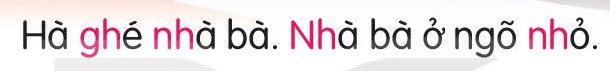 Hà ghé nhà bà. Nhà bà ở ngõ nhỏ.